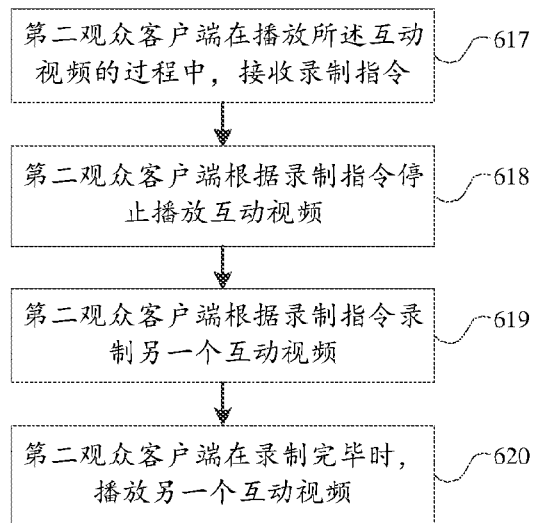 第二观众客户端在播放所述互动
视频的过程中，接收录制指令
617
第二观众客户端根据录制指令停
止播放互动视频
618
第二观众客户端根据录制指令录
制另一个互动视频
619
第二观众客户端在录制完毕时，
播放另一个互动视频
620